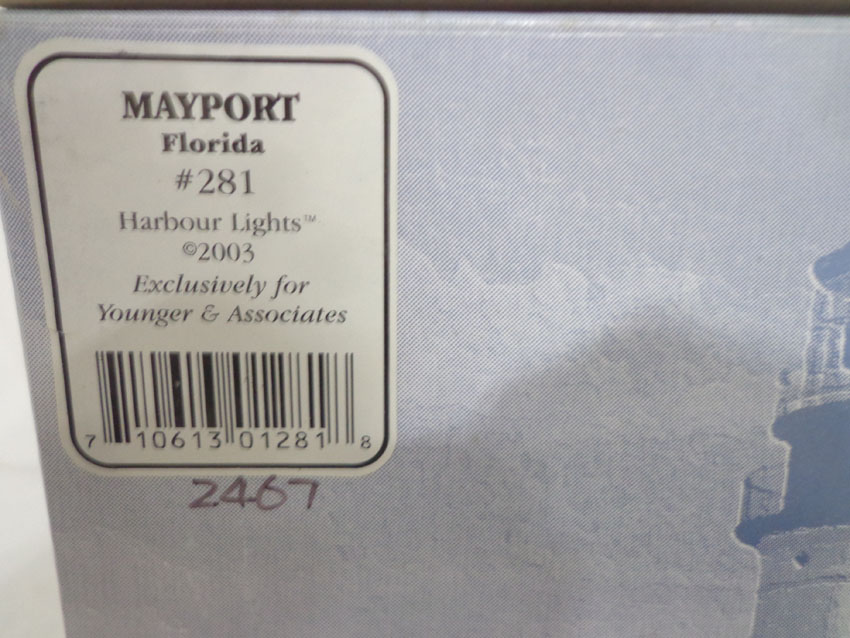 MAYPORT
Florida
#281
Harbour Lights™
©2003
Exclusively for
Younger & Associates
7 10613 01281 8
2467